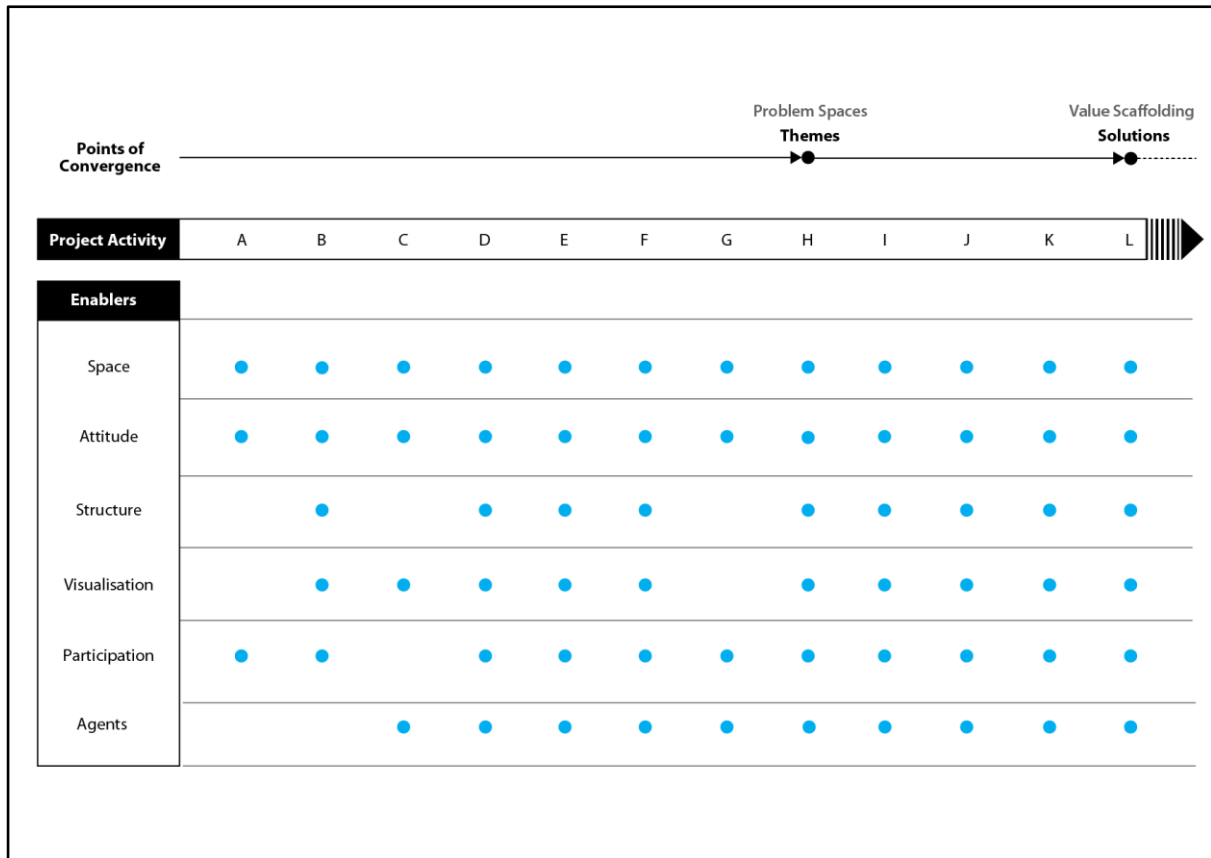 Problem Spaces
Value Scaffolding
Themes
Solutions
Points of
Convergence
Project Activity A B C D E F G H I J K L
Enablers
Space
Attitude
Structure
Visualisation
Participation
Agents